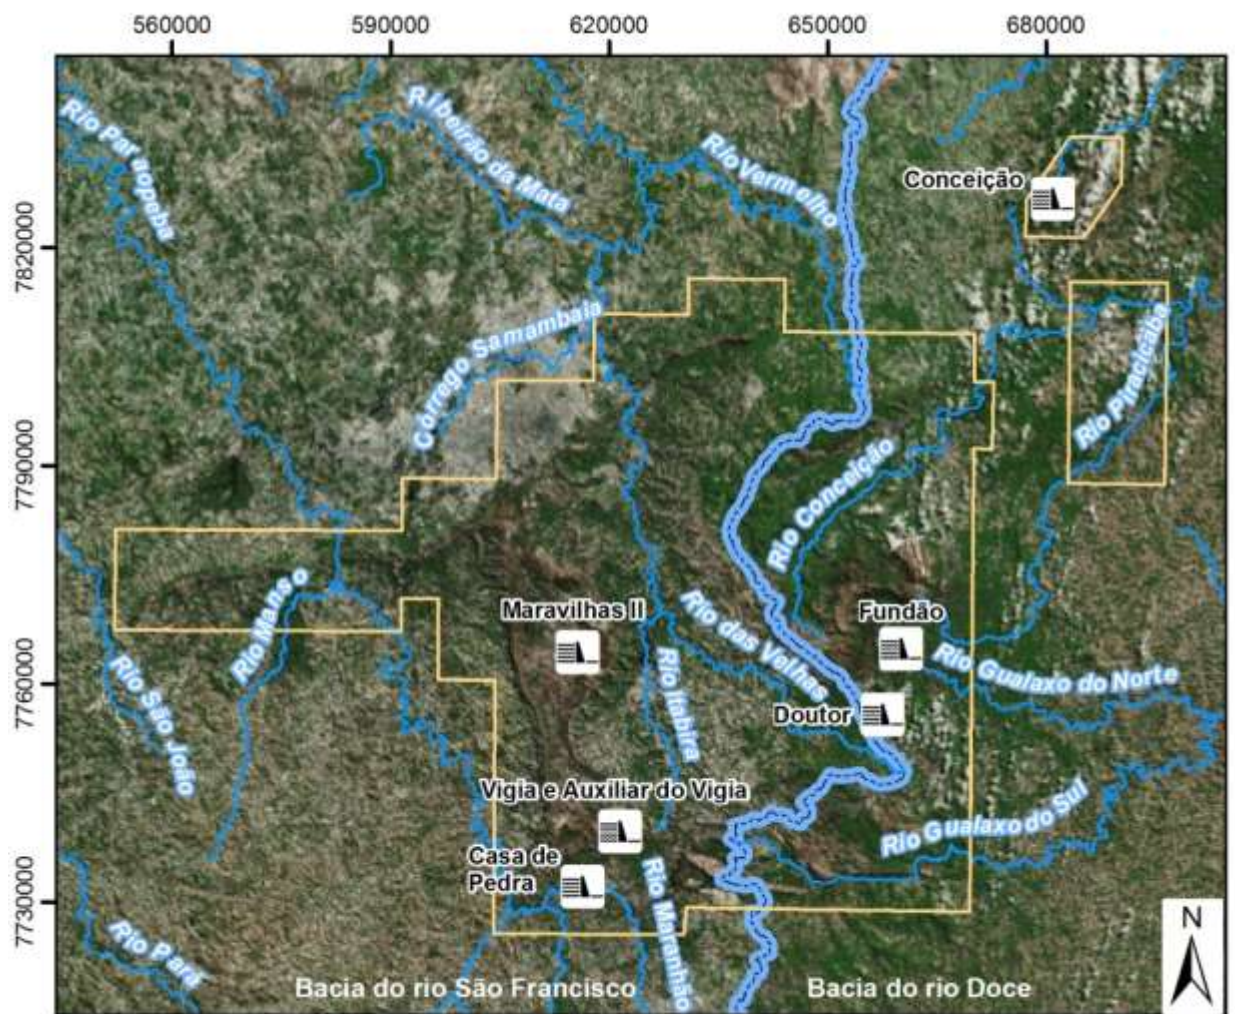 560000
590000
620000
6500000
6800000
7820000
7790000
7760000
7730000
Rio Paraopeba
Ribeirão da Mata
Rio Vermelho
Conceição
Córrego Samambaia
Rio Piracicaba
Rio Conceição
Rio Manso
Maravilhas II
Rio das Velhas
Fundão
Rio Gualaxo do Norte
Rio São João
Rio Itabira
Doutor
Vigia e Auxiliar do Vigia
Rio Gualaxo do Sul
Casa de
Pedra
Rio Maranhão
Rio Pará
Bacia do rio São Francisco
Bacia do rio Doce
N